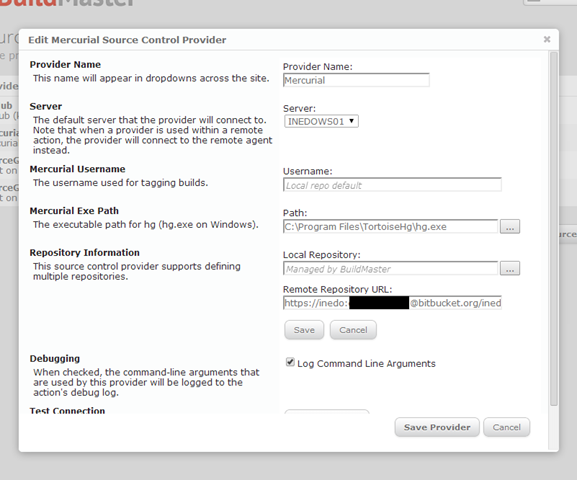 BuildMaster
Edit Mercurial Source Control Provider
Provider Name
This name will appear in dropdowns across the site.
Provider Name:
Mercurial
Server
The default server that the provider will connect to.
Note that when a provider is used within a remote
action, the provider will connect to the remote agent
instead.
Server:
INEDOWS01
Mercurial Username
The username used for tagging builds.
Username:
Local repo default
Mercurial Exe Path
The executable path for hg (hg.exe on Windows).
Path:
C:\Program Files\TortoiseHg\hg.exe
...
Repository Information
This source control provider supports defining
multiple repositories.
Local Repository:
Managed by BuildMaster
...
Remote Repository URL:
https://inedo: @bitbucket.org/ined
Save
Cancel
Debugging
When checked, the command-line arguments that
are used by this provider will be logged to the
action's debug log.
Log Command Line Arguments
Test Connection
Save Provider
Cancel